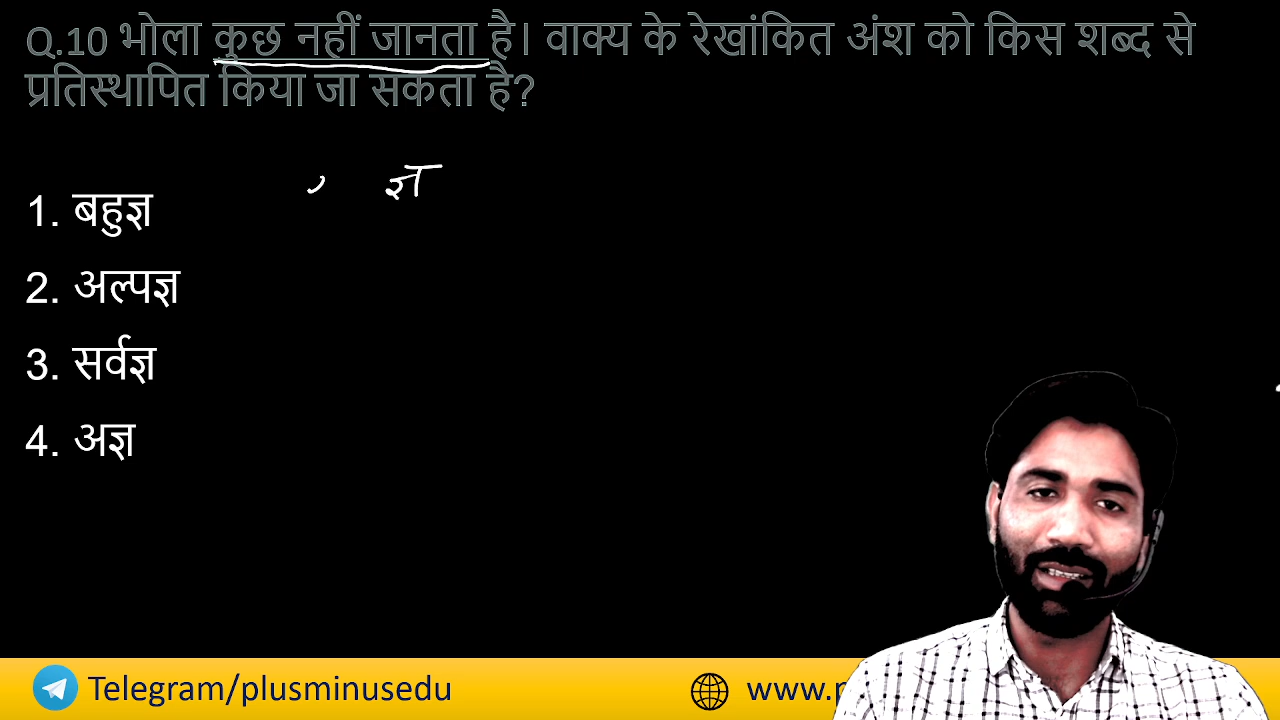 Q.10 भोला कुछ नहीं जानता है। वाक्य के रेखांकित अंश को किस शब्द से
प्रतिस्थापित किया जा सकता है?
ज्ञ
1. बहुज्ञ
2. अल्पज्ञ
3. सर्वज्ञ
4. अज्ञ
Telegram/plusminusedu
www.